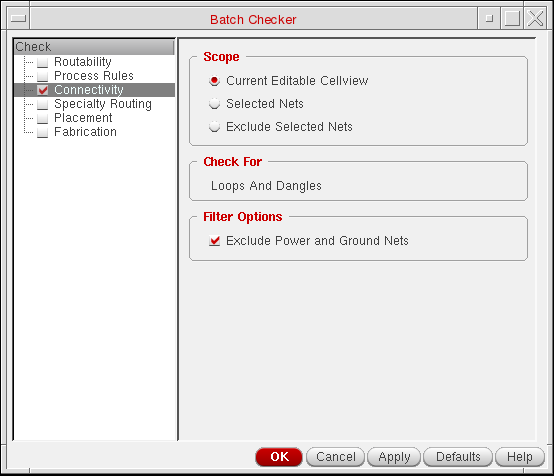 Batch Checker
Check
Routability
Process Rules
Connectivity
Specialty Routing
Placement
Fabrication
Scope
Current Editable Cellview
Selected Nets
Exclude Selected Nets
Check For
Loops And Dangles
Filter Options
Exclude Power and Ground Nets
OK Cancel Apply Defaults Help